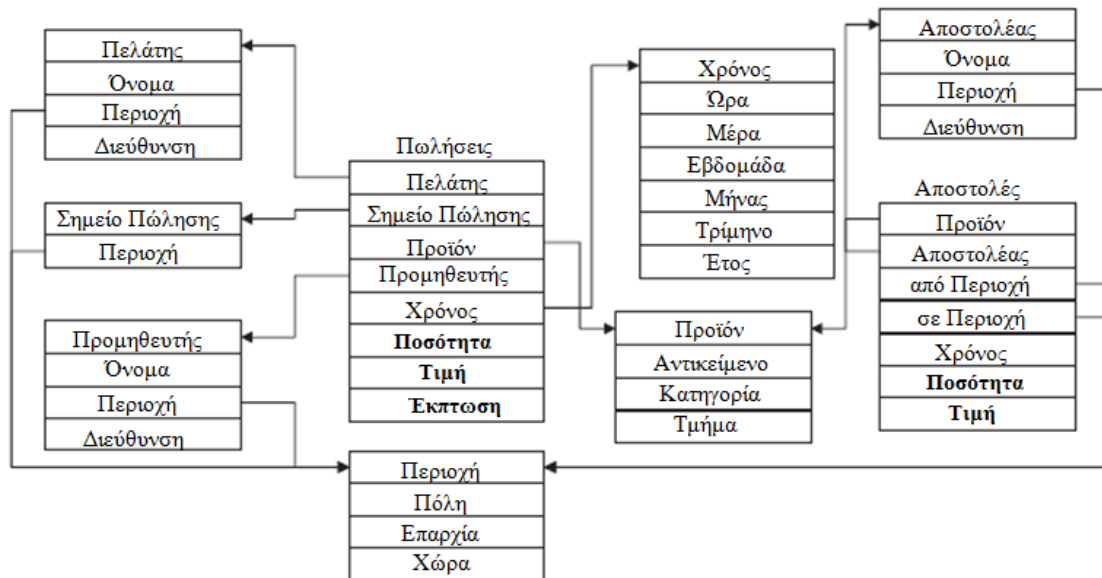 Πελάτης
Όνομα
Περιοχή
Διεύθυνση
Σημείο Πώλησης
Περιοχή
Προμηθευτής
Όνομα
Περιοχή
Διεύθυνση
Πωλήσεις
Πελάτης
Σημείο Πώλησης
Προϊόν
Προμηθευτής
Χρόνος
Ποσότητα
Τιμή
Έκπτωση
Περιοχή
Πόλη
Επαρχία
Χώρα
Χρόνος
Ώρα
Μέρα
Εβδομάδα
Μήνας
Τρίμηνο
Έτος
Προϊόν
Αντικείμενο
Κατηγορία
Τμήμα
Αποστολέας
Όνομα
Περιοχή
Διεύθυνση
Αποστολές
Προϊόν
Αποστολέας
από Περιοχή
σε Περιοχή
Χρόνος
Ποσότητα
Τιμή